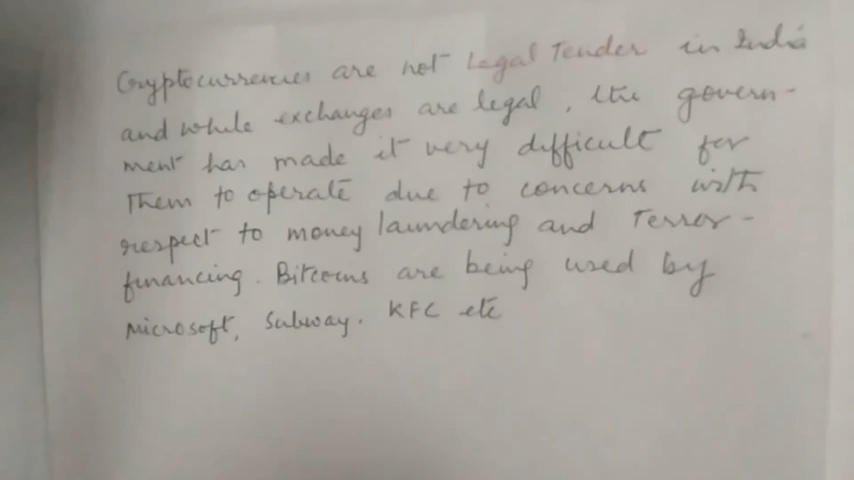 Cryptocurrencies are not Legal Tender in India
and while exchanges are legal, the govern-
ment has made it very difficult for
them to operate due to concerns with
respect to money laundering and Terror-
financing. Bitcoins are being used by
Microsoft, Subway. KFC etc